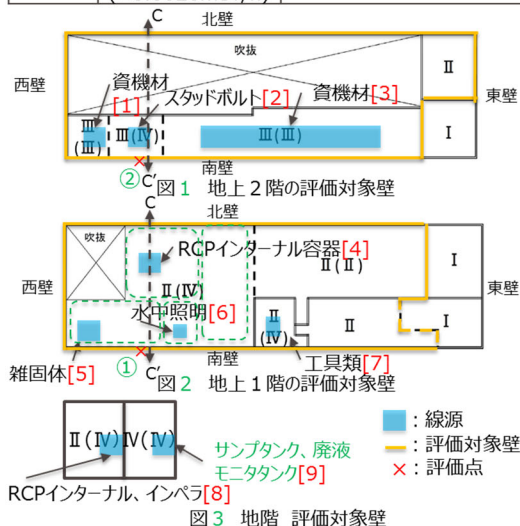 C
北壁
吹抜
Ⅱ
西壁
資機材
[1]
スタッドボルト[2]
資機材[3]
東壁
Ⅲ
(Ⅲ)
Ⅲ(Ⅳ)
Ⅲ(Ⅲ)
Ⅰ
②
C'
南壁
図1 地上2階の評価対象壁
C
北壁
吹抜
RCPインターナル容器[4]
Ⅱ(Ⅱ)
Ⅰ
西壁
東壁
Ⅱ(Ⅳ)
水中照明[6]
Ⅱ
(Ⅳ)
Ⅱ
Ⅰ
①
南壁
工具類[7]
雑固体[5]
C'
図2 地上1階の評価対象壁
Ⅱ(Ⅳ)
Ⅳ(Ⅳ)
サンプタンク、廃液
モニタタンク[9]
RCPインターナル、インペラ[8]
:線源
:評価対象壁
×:評価点
図3 地階 評価対象壁